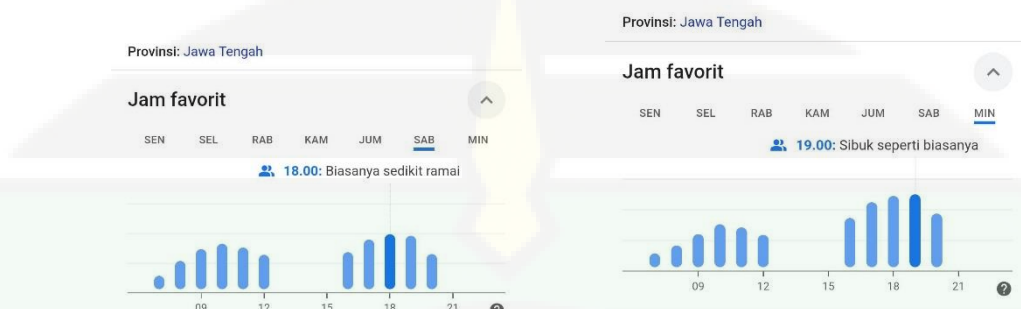 Provinsi: Jawa Tengah
Jam favorit
SEN SEL RAB KAM JUM SAB MIN
18.00: Biasanya sedikit ramai
09 12 15 18 21
?
Provinsi: Jawa Tengah
Jam favorit
SEN SEL RAB KAM JUM SAB MIN
19.00: Sibuk seperti biasanya
09 12 15 18 21
?